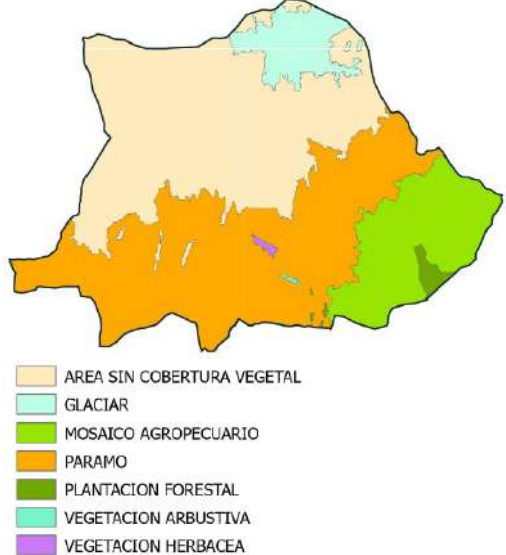 AREA SIN COBERTURA VEGETAL
GLACIAR
MOSAICO AGROPECUARIO
PARAMO
PLANTACION FORESTAL
VEGETACION ARBUSTIVA
VEGETACION HERBACEA